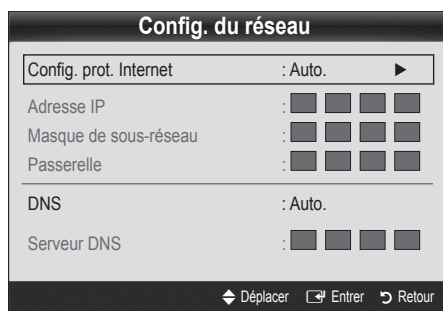 Config. du réseau
Config. prot. Internet : Auto. ▶
Adresse IP :
Masque de sous-réseau :
Passerelle :
DNS : Auto.
Serveur DNS :
Déplacer Entrer Retour